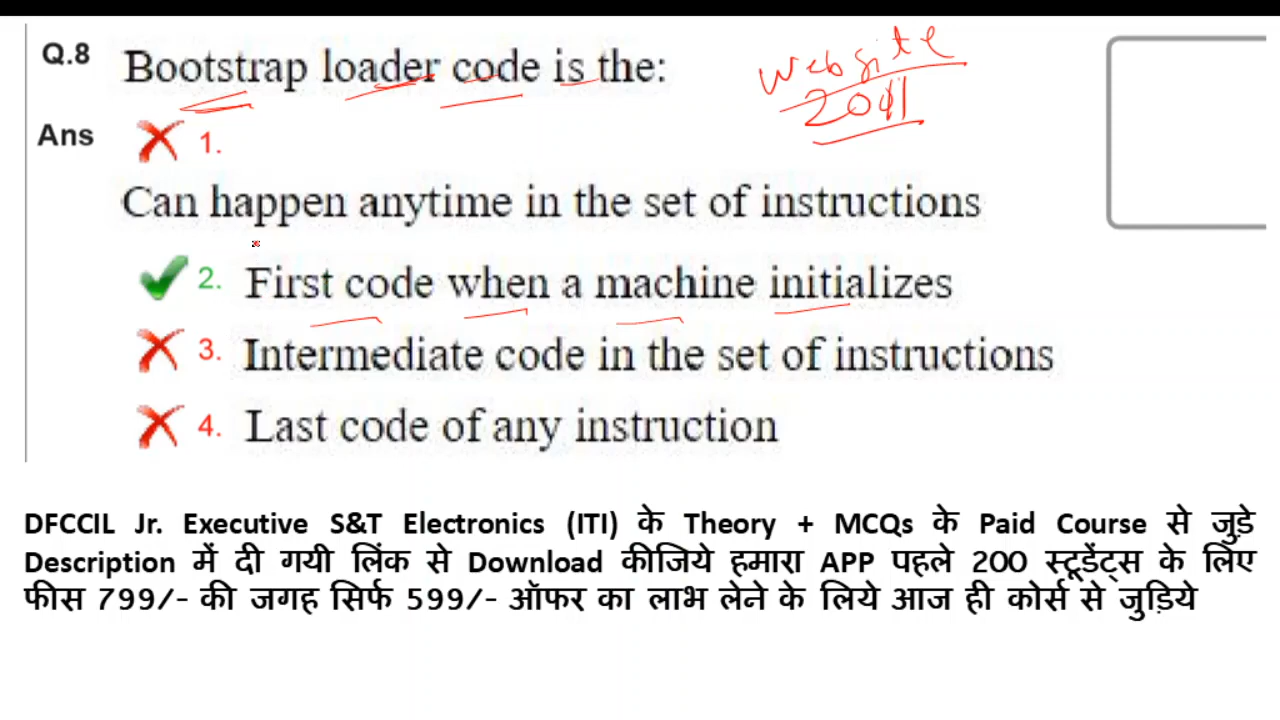 Q.8 Bootstrap loader code is the:
website
2011
Ans 1.
Can happen anytime in the set of instructions
2. First code when a machine initializes
3. Intermediate code in the set of instructions
4. Last code of any instruction
DFCCIL Jr. Executive S&T Electronics (ITI) के Theory + MCQs के Paid Course से जुड़े
Description में दी गयी लिंक से Download कीजिये हमारा APP पहले 200 स्टूडेंट्स के लिए
फीस 799/- की जगह सिर्फ 599/- ऑफर का लाभ लेने के लिये आज ही कोर्स से जुड़िये